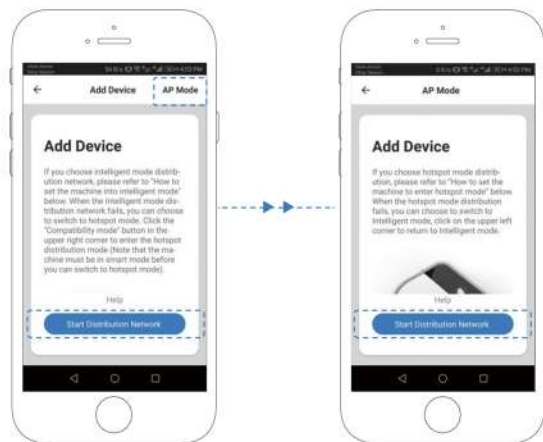 Add Device
AP Mode
Add Device
If you choose intelligent mode distrib-
ution network, please refer to "How to
set the machine into intelligent mode"
below. When the intelligent mode dis-
tribution network fails, you can choose
to switch to hotspot mode. Click the
"Compatibility mode" button in the
upper right corner to enter the hotspot
distribution mode (Note that the ma-
chine must be in smart mode before
you can switch to hotspot mode).
Help
Start Distribution Network
AP Mode
Add Device
If you choose hotspot mode distrib-
ution, please refer to "How to set the
machine to enter hotspot mode" below.
When the hotspot mode distribution
fails, you can choose to switch to
Intelligent mode, click on the upper left
corner to return to Intelligent mode.
Help
Start Distribution Network